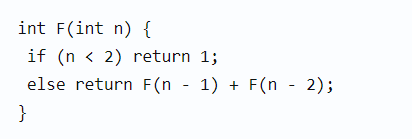 int F(int n) {
 if (n < 2) return 1;
 else return F(n - 1) + F(n - 2);
}